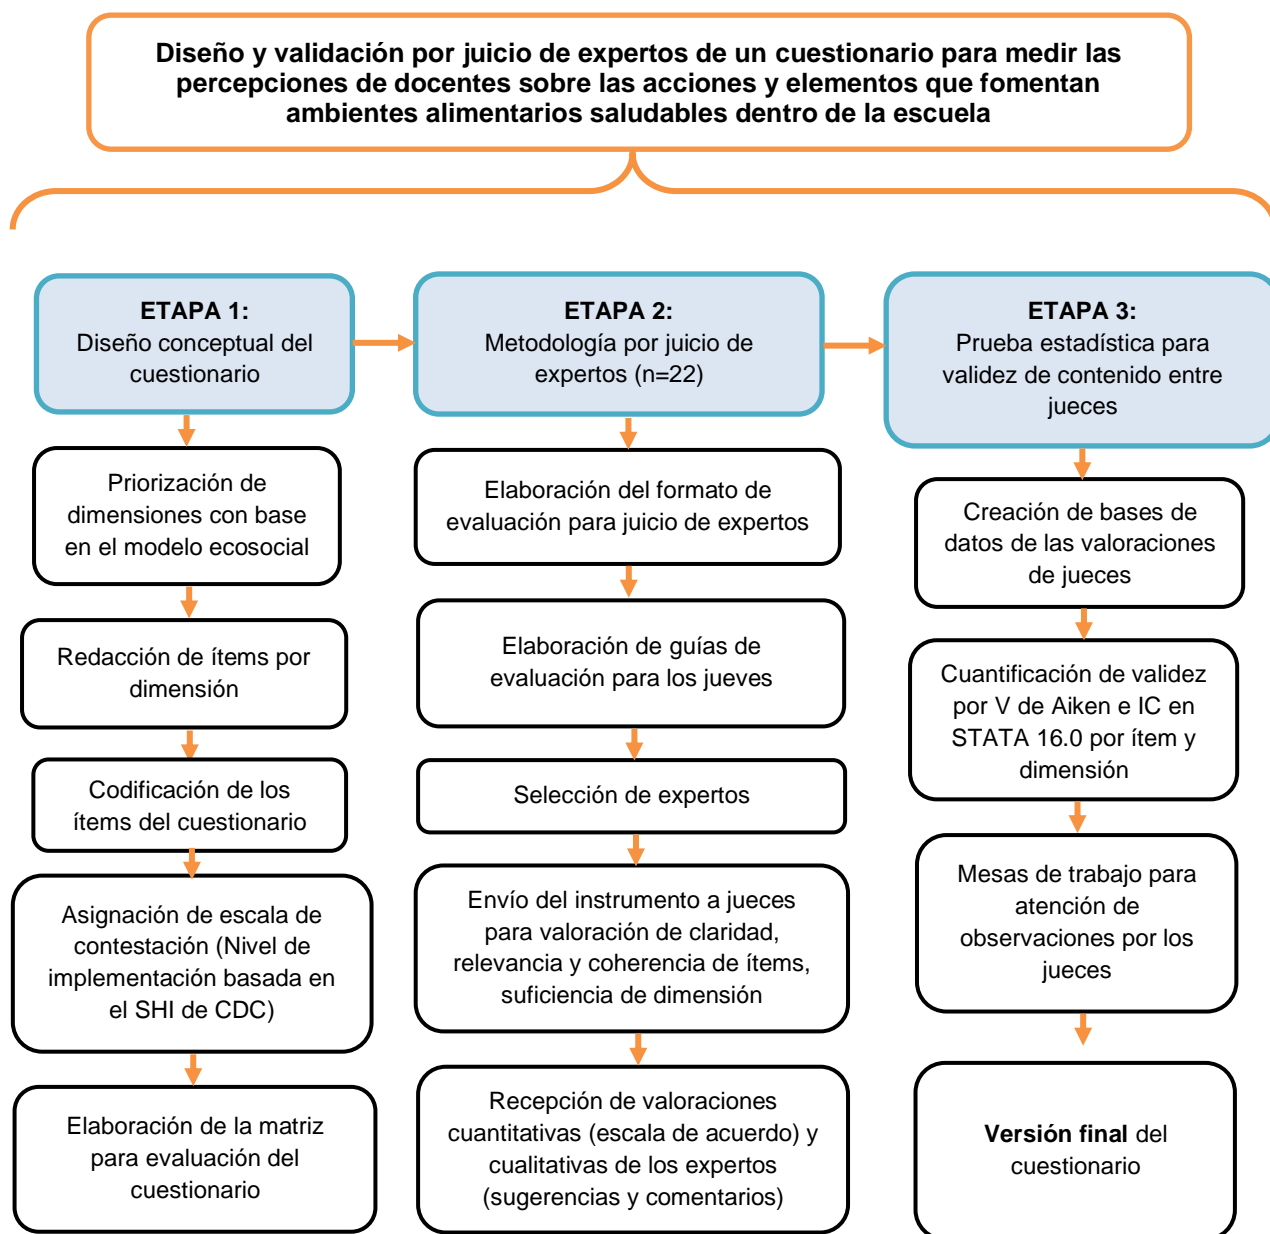 Diseño y validación por juicio de expertos de un cuestionario para medir las
percepciones de docentes sobre las acciones y elementos que fomentan
ambientes alimentarios saludables dentro de la escuela
ETAPA 1:
Diseño conceptual del
cuestionario
Priorización de
dimensiones con base
en el modelo ecosocial
Redacción de ítems por
dimensión
Codificación de los
ítems del cuestionario
Asignación de escala de
contestación (Nivel de
implementación basada en
el SHI de CDC)
Elaboración de la matriz
para evaluación del
cuestionario
ETAPA 2:
Metodología por juicio de
expertos (n=22)
Elaboración del formato de
evaluación para juicio de expertos
Elaboración de guías de
evaluación para los jueves
Selección de expertos
Envío del instrumento a jueces
para valoración de claridad,
relevancia y coherencia de ítems,
suficiencia de dimensión
Recepción de valoraciones
cuantitativas (escala de acuerdo) y
cualitativas de los expertos
(sugerencias y comentarios)
ETAPA 3:
Prueba estadística para
validez de contenido entre
jueces
Creación de bases de
datos de las valoraciones
de jueces
Cuantificación de validez
por V de Aiken e IC en
STATA 16.0 por ítem y
dimensión
Mesas de trabajo para
atención de
observaciones por los
jueces
Versión final del
cuestionario